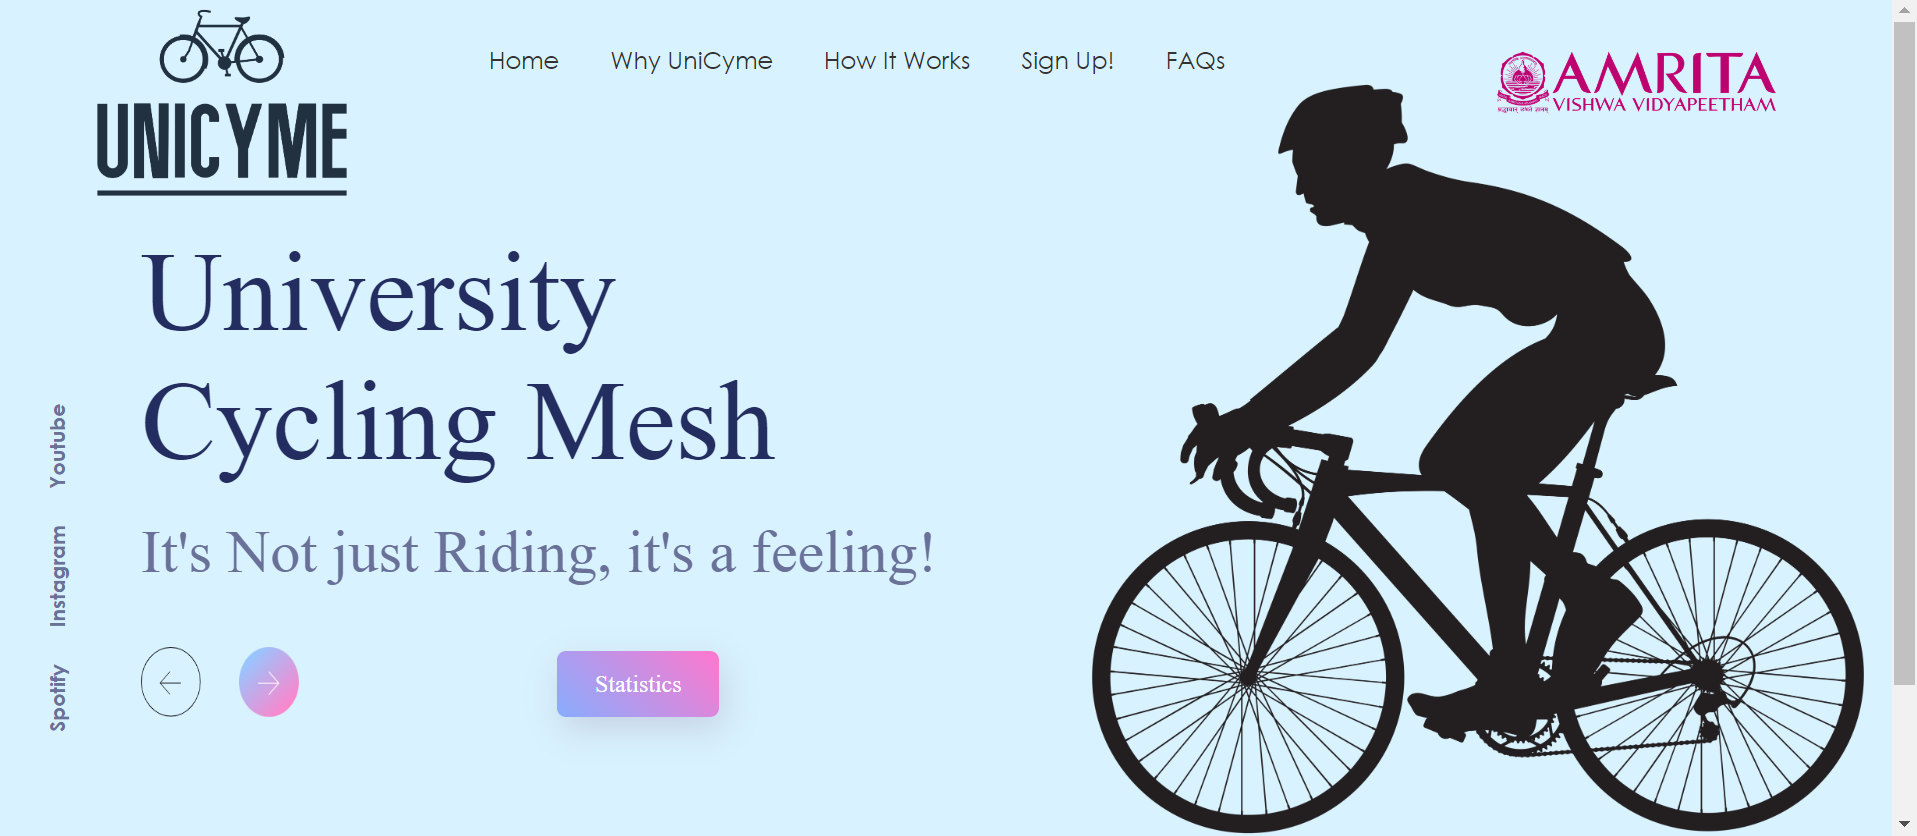 UNICYME
Home
Why UniCyme
How It Works
Sign Up!
FAQs
AMRITA
VISHWA VIDYAPEETHAM
University
Cycling Mesh
It's Not just Riding, it's a feeling!
Statistics
Youtube
Instagram
Spotify